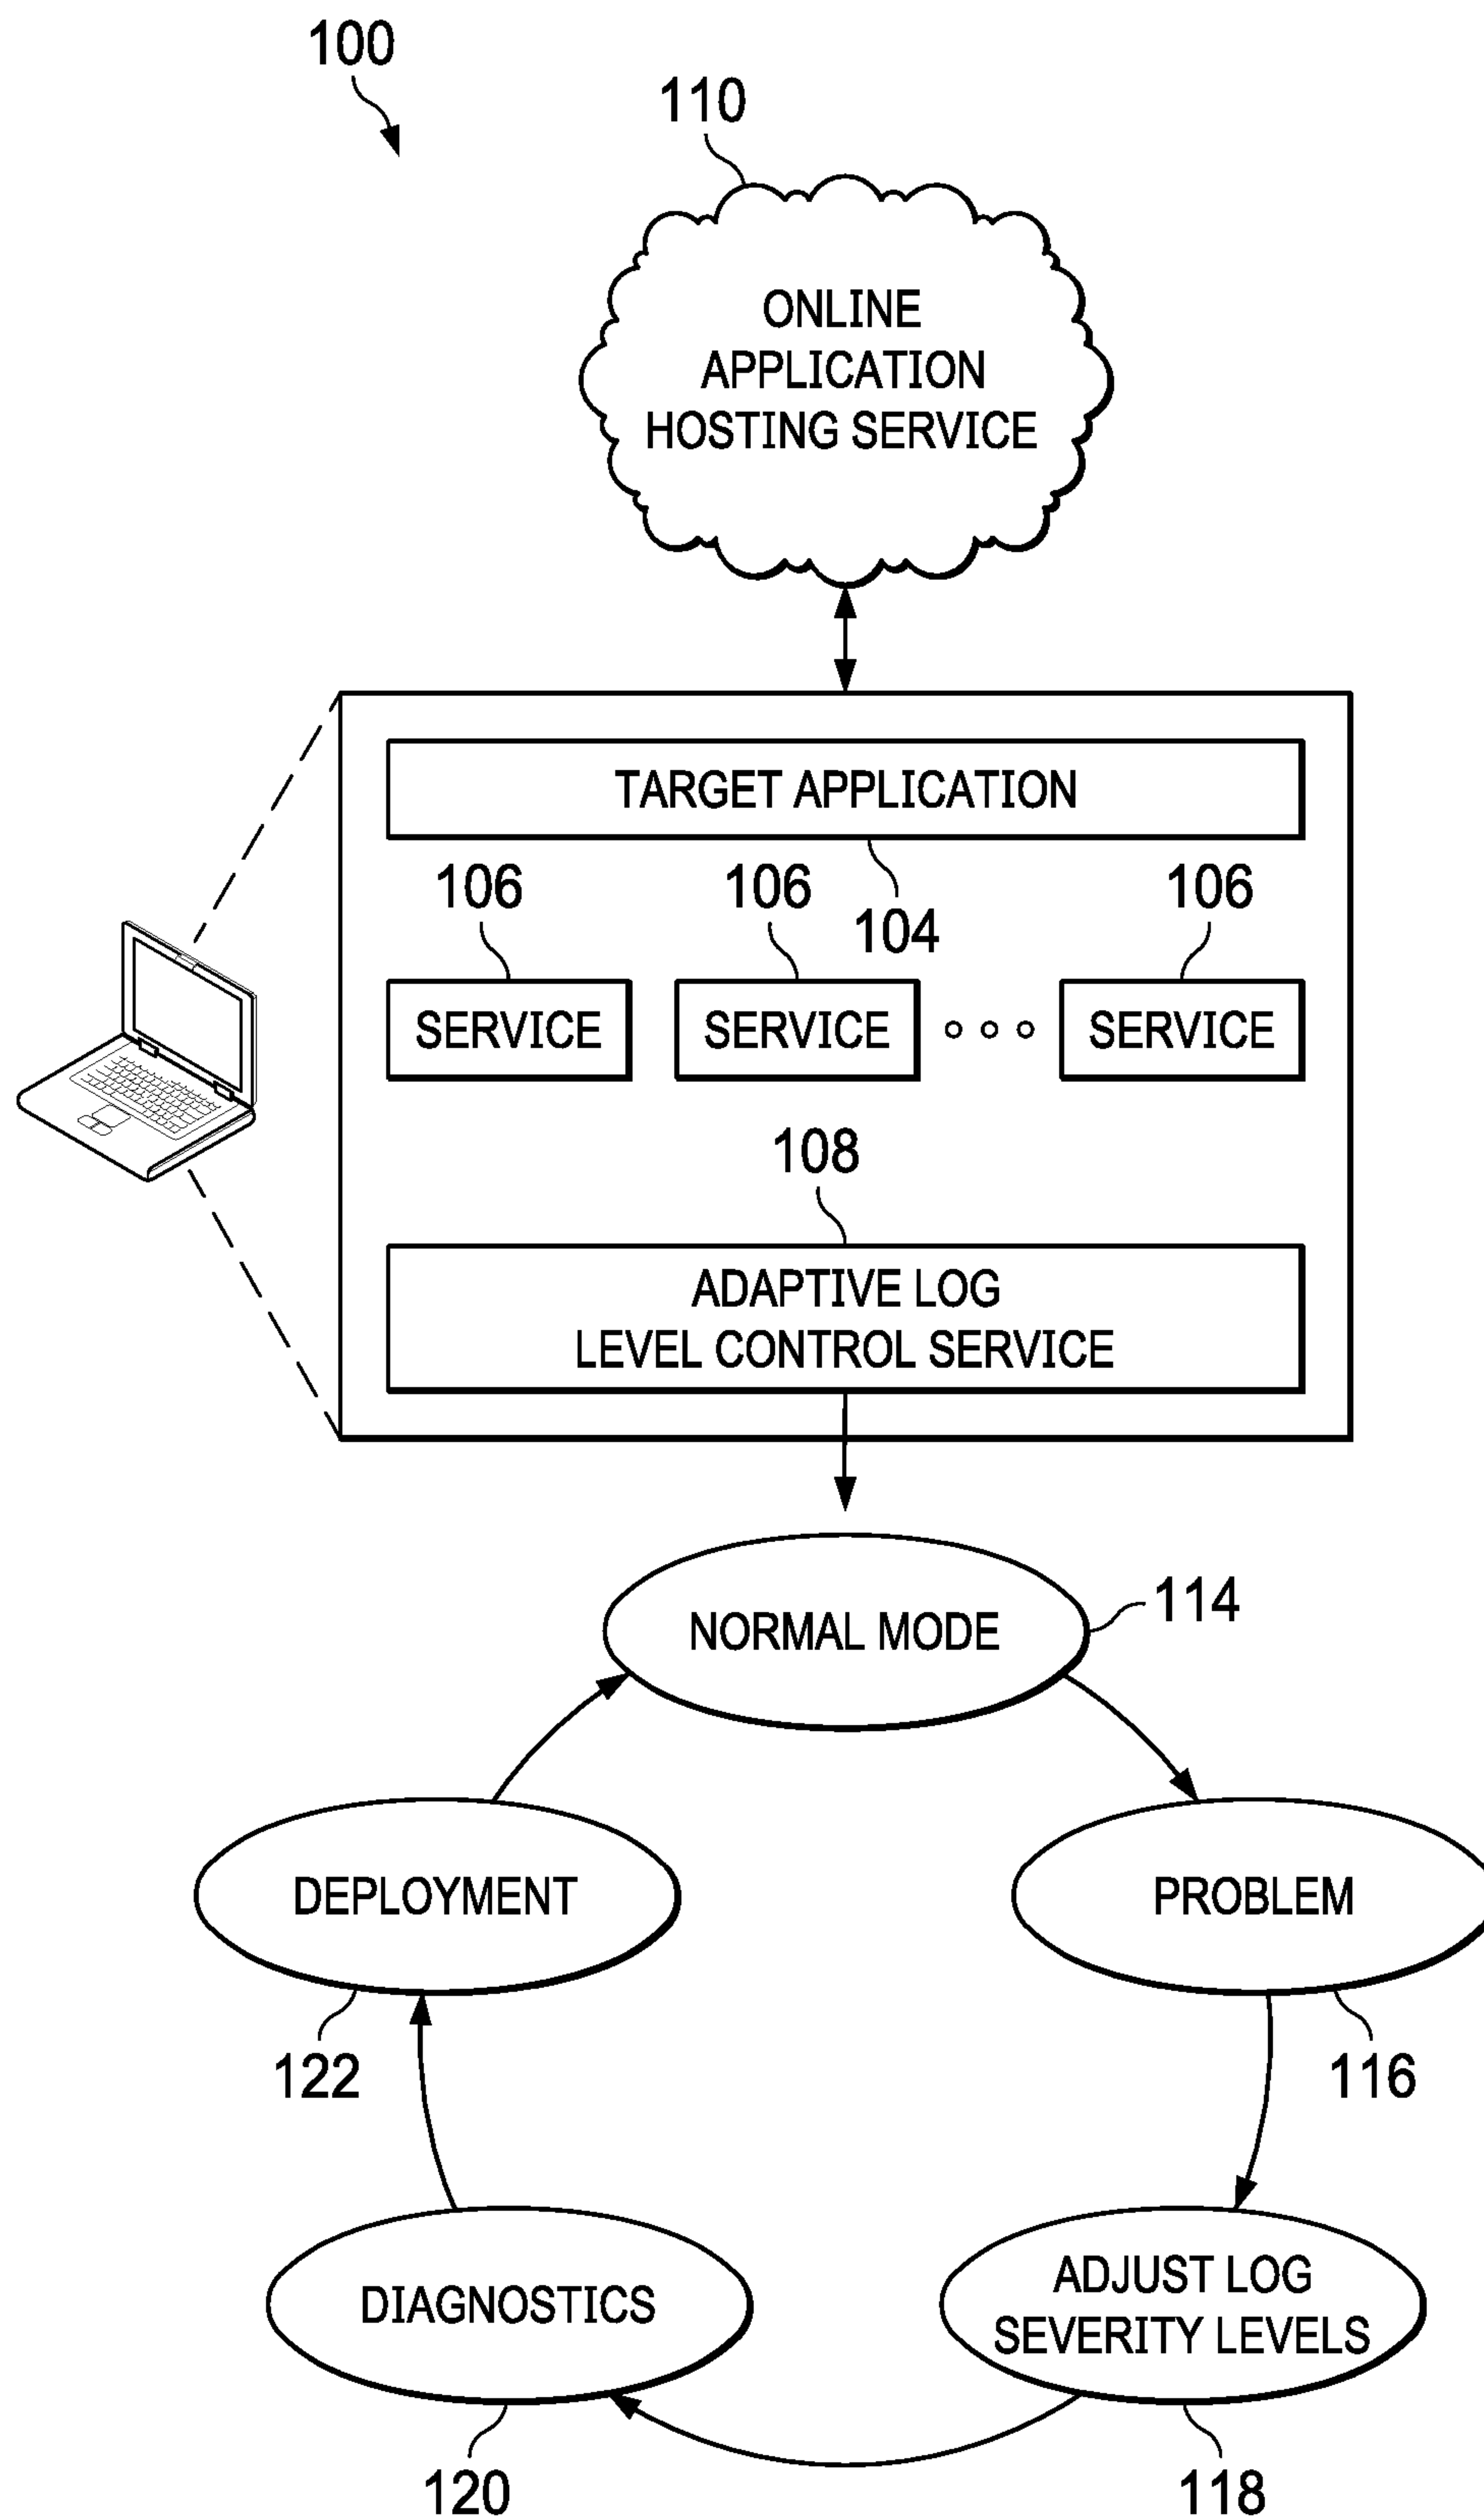 100
110
ONLINE
APPLICATION
HOSTING SERVICE
TARGET APPLICATION
106
106
104
106
SERVICE
SERVICE
SERVICE
108
ADAPTIVE LOG
LEVEL CONTROL SERVICE
NORMAL MODE
114
DEPLOYMENT
PROBLEM
122
116
DIAGNOSTICS
ADJUST LOG
SEVERITY LEVELS
120
118